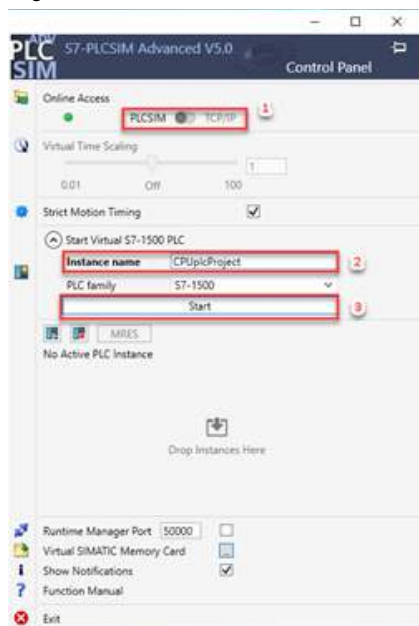 PLC SIM ADV
S7-PLCSIM Advanced V5.0
Control Panel
Online Access
PLCSIM TCP/IP
1
Virtual Time Scaling
1
0.01 Off 100
Strict Motion Timing
Start Virtual S7-1500 PLC
Instance name CPUplcProject
2
PLC family S7-1500
Start
3
MRES
No Active PLC Instance
Drop Instances Here
Runtime Manager Port 50000
Virtual SIMATIC Memory Card ...
Show Notifications
Function Manual
Exit